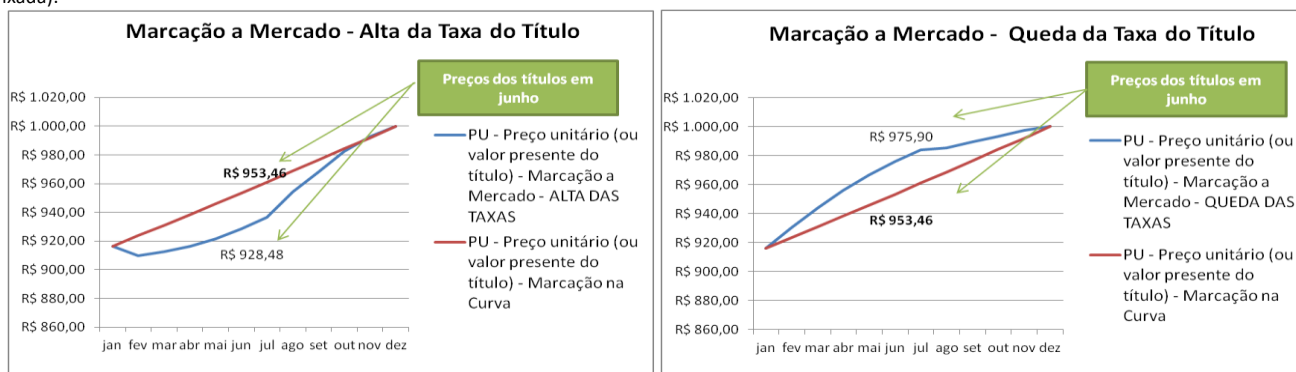 ixada).
Marcação a Mercado - Alta da Taxa do Título
Preços dos títulos em
junho
R$ 1.020,00
R$ 1.000,00
R$ 980,00
R$ 960,00
R$ 940,00
R$ 920,00
R$ 900,00
R$ 880,00
R$ 860,00
R$ 953,46
R$ 928,48
jan fev mar abr mai jun jul ago set out nov dez
PU - Preço unitário (ou
valor presente do
título) - Marcação a
Mercado - ALTA DAS
TAXAS
PU - Preço unitário (ou
valor presente do
título) - Marcação na
Curva
Marcação a Mercado - Queda da Taxa do Título
Preços dos títulos em
junho
R$ 1.020,00
R$ 1.000,00
R$ 980,00
R$ 960,00
R$ 940,00
R$ 920,00
R$ 900,00
R$ 880,00
R$ 860,00
R$ 975,90
R$ 953,46
jan fev mar abr mai jun jul ago set out nov dez
PU - Preço unitário (ou
valor presente do
título) - Marcação a
Mercado - QUEDA DAS
TAXAS
PU - Preço unitário (ou
valor presente do
título) - Marcação na
Curva